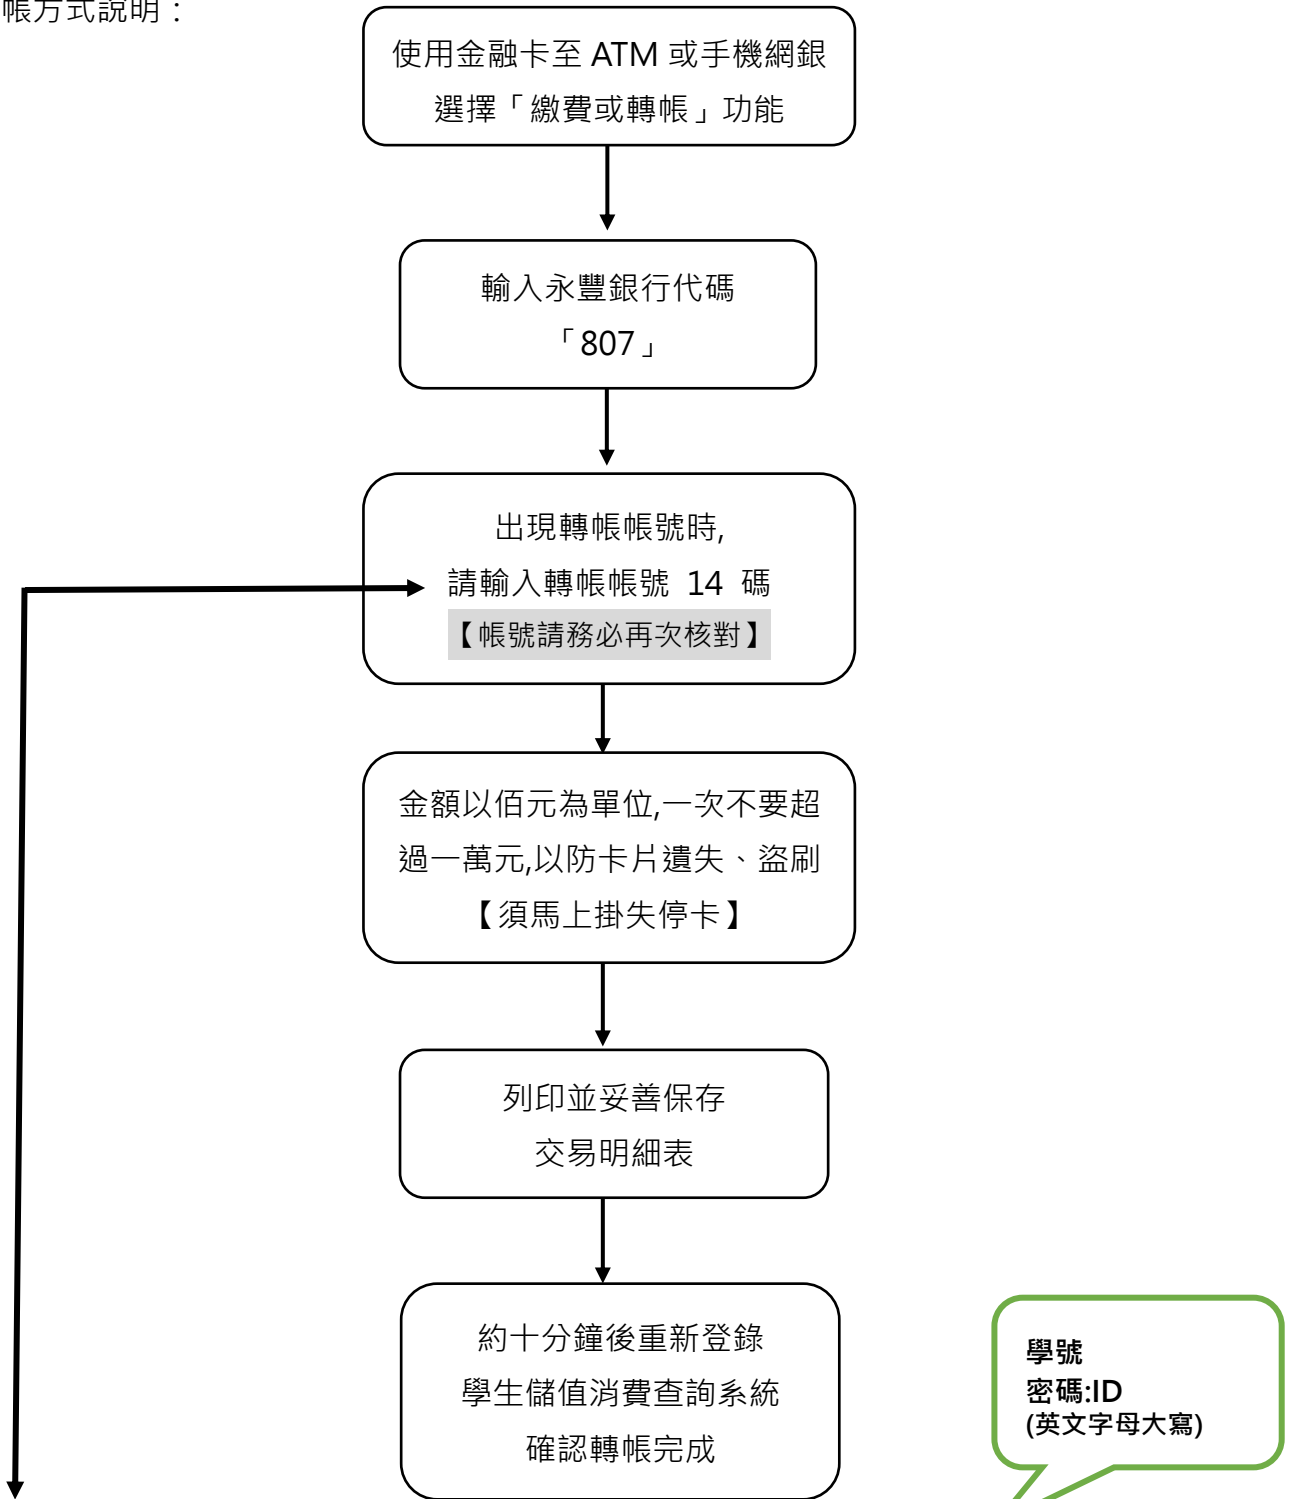 帳方式說明：
使用金融卡至 ATM 或手機網銀
選擇「繳費或轉帳」功能
輸入永豐銀行代碼
「807」
出現轉帳帳號時,
請輸入轉帳帳號 14 碼
【帳號請務必再次核對】
金額以佰元為單位,一次不要超
過一萬元,以防卡片遺失、盜刷
【須馬上掛失停卡】
列印並妥善保存
交易明細表
約十分鐘後重新登錄
學生儲值消費查詢系統
確認轉帳完成
學號
密碼:ID
(英文字母大寫)